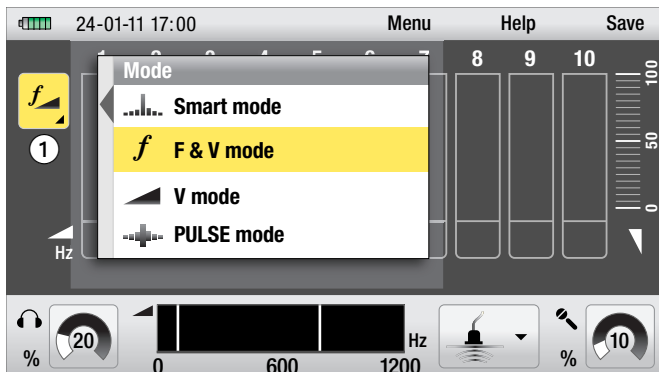 24-01-11 17:00 Menu Help Save
8 9 10
Mode
Smart mode
f F & V mode
V mode
PULSE mode
f
1
100
50
0
Hz
20
%
Hz
0 600 1200
10
%